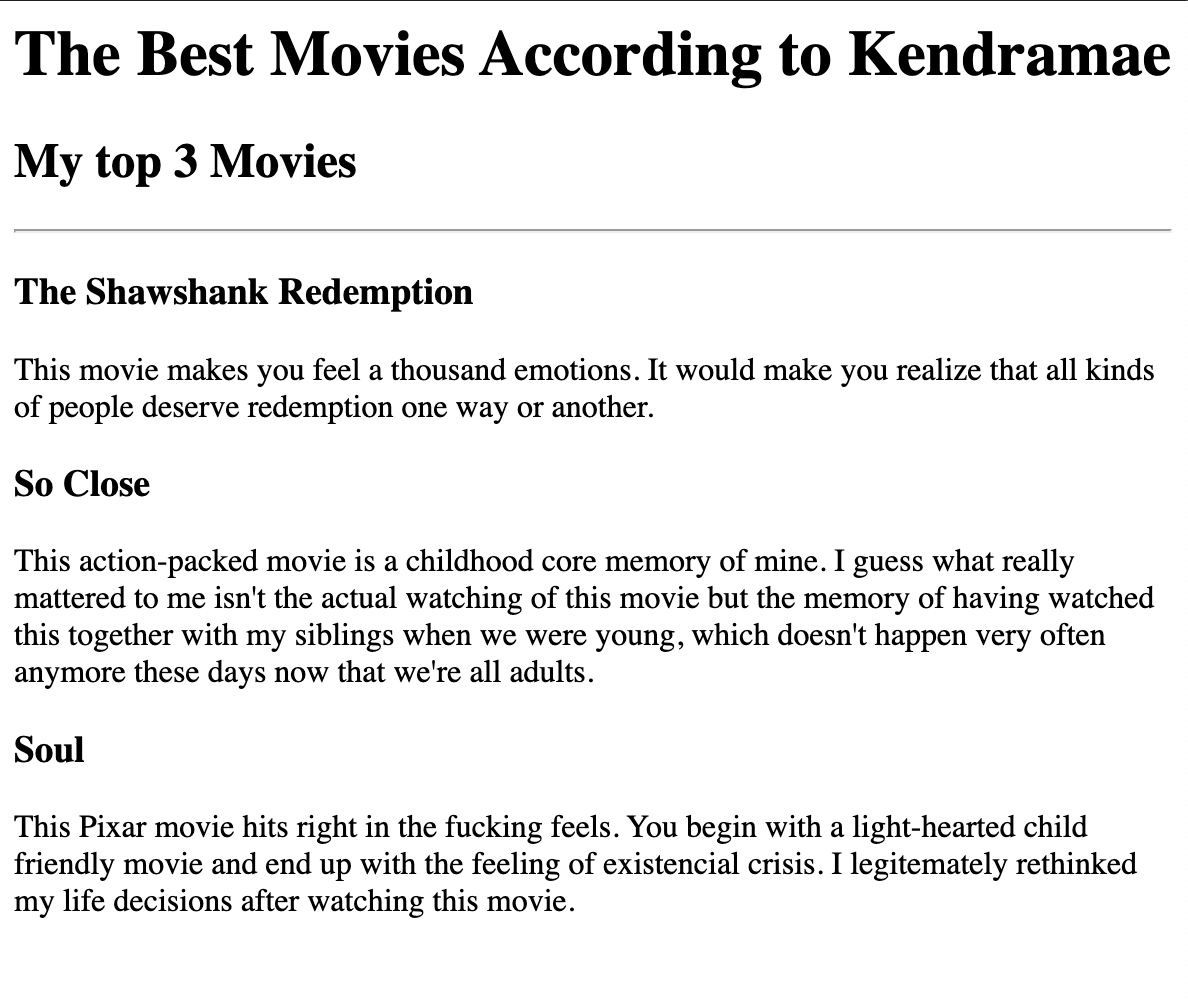 The Best Movies According to Kendramae
My top 3 Movies
The Shawshank Redemption
This movie makes you feel a thousand emotions. It would make you realize that all kinds
of people deserve redemption one way or another.
So Close
This action-packed movie is a childhood core memory of mine. I guess what really
mattered to me isn't the actual watching of this movie but the memory of having watched
this together with my siblings when we were young, which doesn't happen very often
anymore these days now that we're all adults.
Soul
This Pixar movie hits right in the fucking feels. You begin with a light-hearted child
friendly movie and end up with the feeling of existencial crisis. I legitemately rethinked
my life decisions after watching this movie.